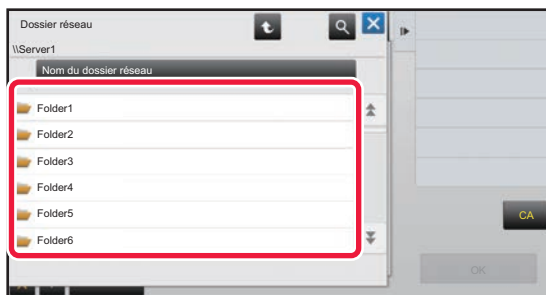 Dossier réseau
\\Server1
Nom du dossier réseau
Folder1
Folder2
Folder3
Folder4
Folder5
Folder6
CA
OK